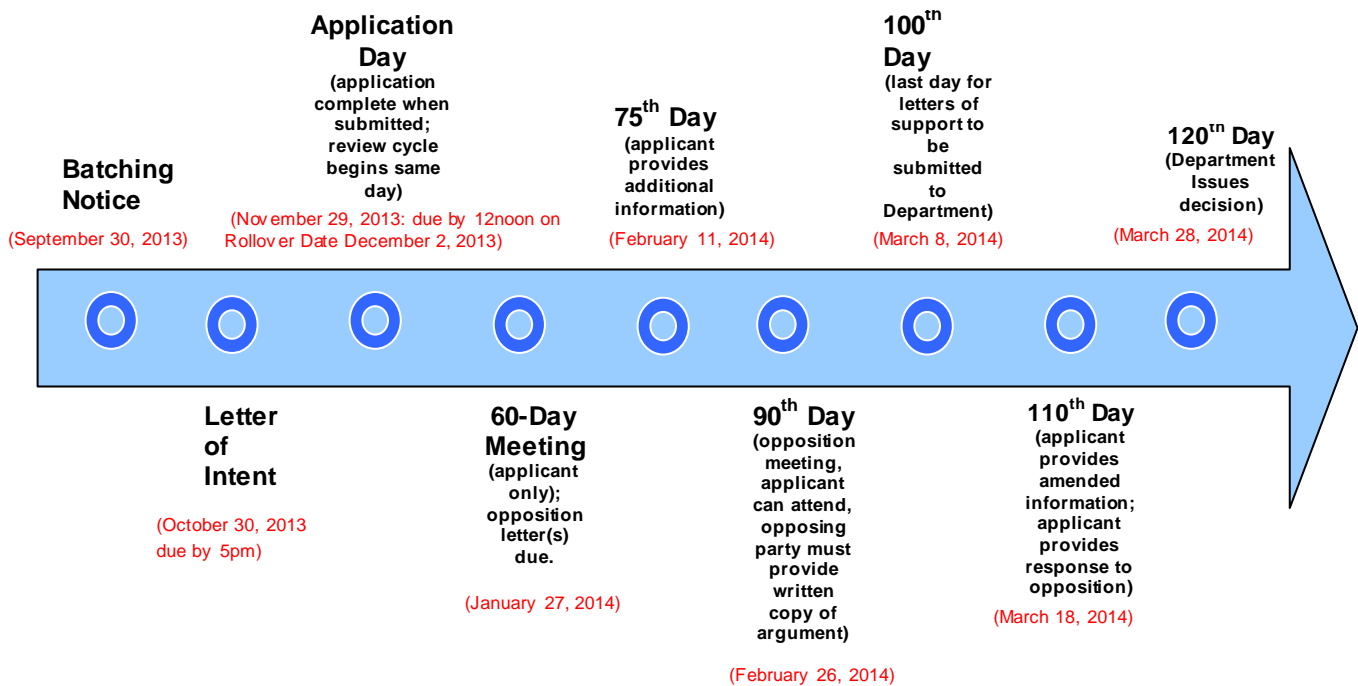 Batching
Notice
(September 30, 2013)
Letter
of
Intent
(October 30, 2013
due by 5pm)
Application
Day
(application
complete when
submitted;
review cycle
begins same
day)
(November 29, 2013: due by 12noon on
Rollover Date December 2, 2013)
60-Day
Meeting
(applicant
only);
opposition
letter(s)
due.
(January 27, 2014)
75th Day
(applicant
provides
additional
information)
(February 11, 2014)
90th Day
(opposition
meeting,
applicant
can attend,
opposing
party must
provide
written
copy of
argument)
(February 26, 2014)
100th
Day
(last day for
letters of
support to
be
submitted
to
Department)
(March 8, 2014)
110th Day
(applicant
provides
amended
information;
applicant
provides
response to
opposition)
(March 18, 2014)
120th Day
(Department
Issues
decision)
(March 28, 2014)